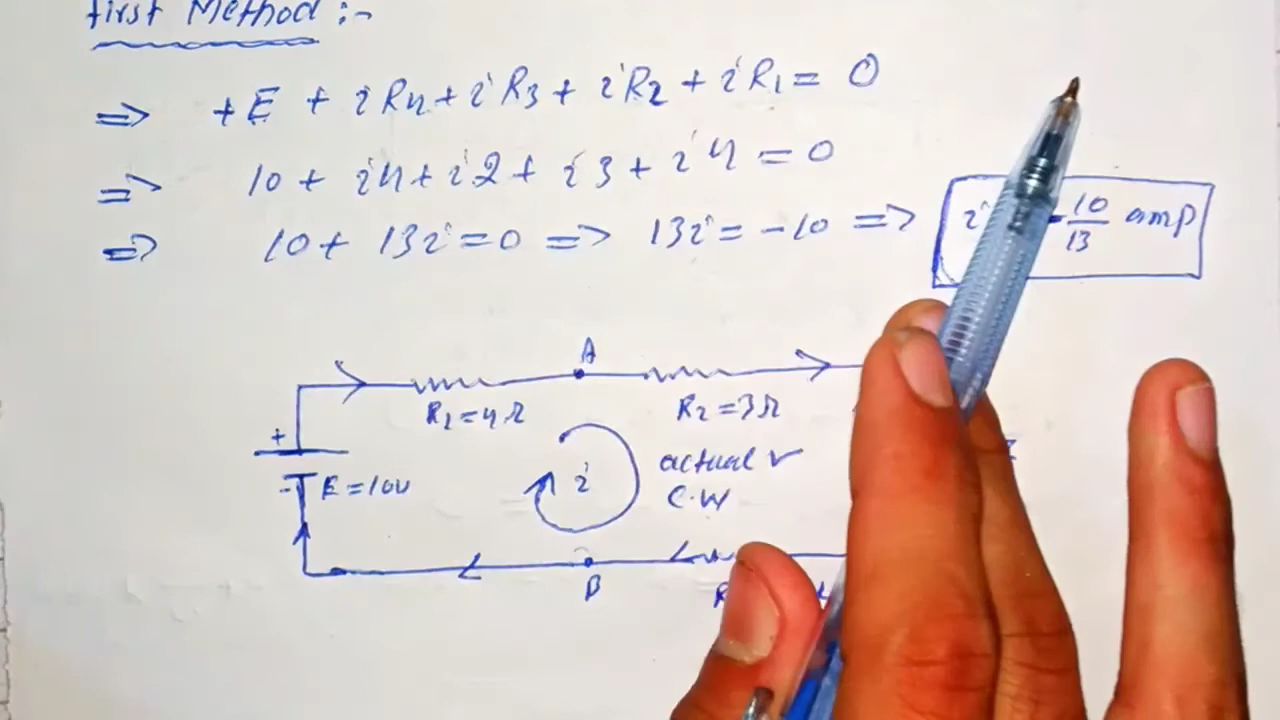 First Method :-
=> +E + iR4 + iR3 + iR2 + iR1 = 0
=> 10 + i4 + i2 + i3 + i4 = 0
=> 10 + 13i = 0 => 13i = -10 => i -10/13 amp
A
R1 = 4Ω R2 = 3Ω
+
- E = 10V i actual ✓
C.W
B R